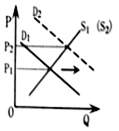 P
D₂
D₁
S₁ (S₂)
P₂
P₁
O
Q